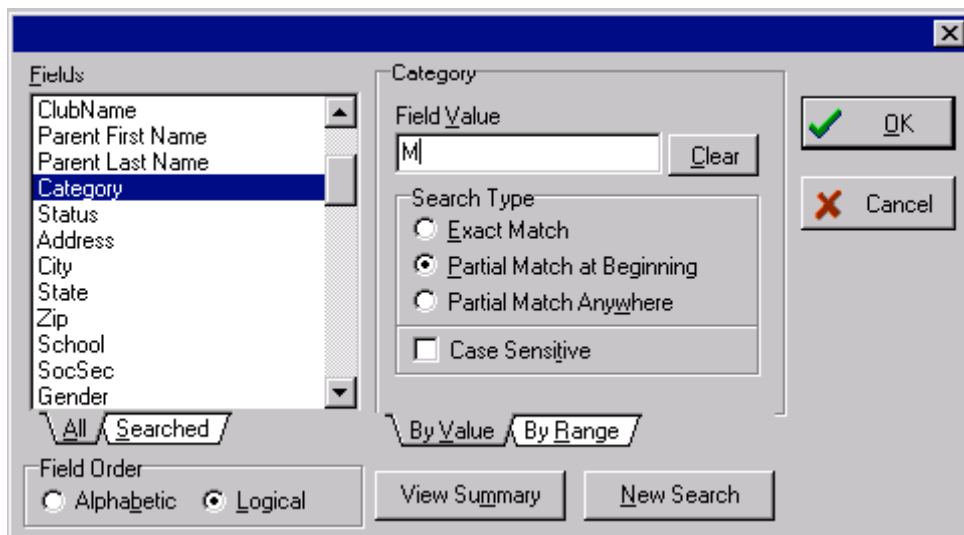 Fields
ClubName
Parent First Name
Parent Last Name
Category
Status
Address
City
State
Zip
School
SocSec
Gender
All
Searched
Field Order
Alphabetic
Logical
Category
Field Value
M
Clear
Search Type
Exact Match
Partial Match at Beginning
Partial Match Anywhere
Case Sensitive
By Value
By Range
View Summary
New Search
OK
Cancel